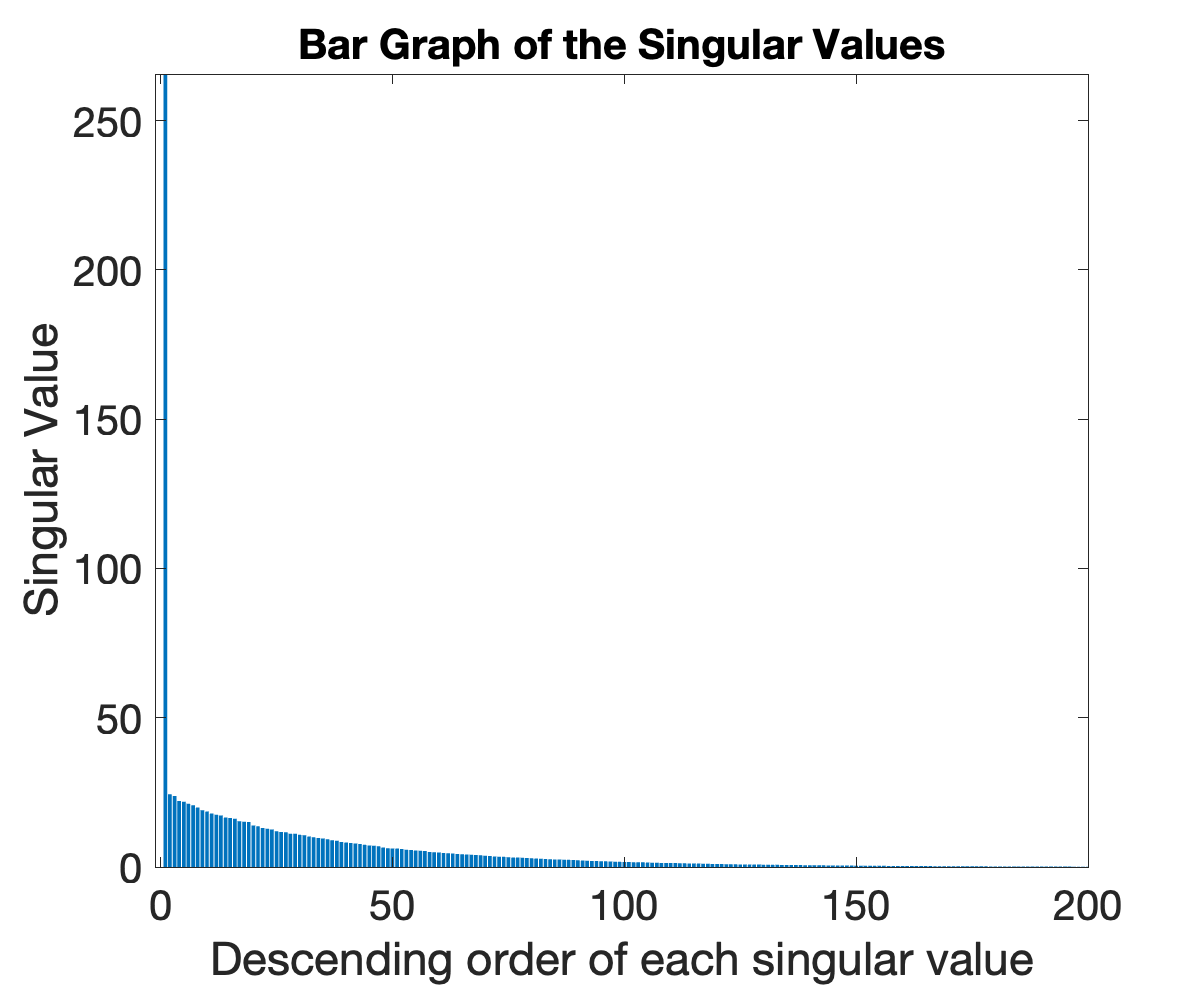 Bar Graph of the Singular Values
250
200
150
100
50
0
Singular Value
0 50 100 150 200
Descending order of each singular value